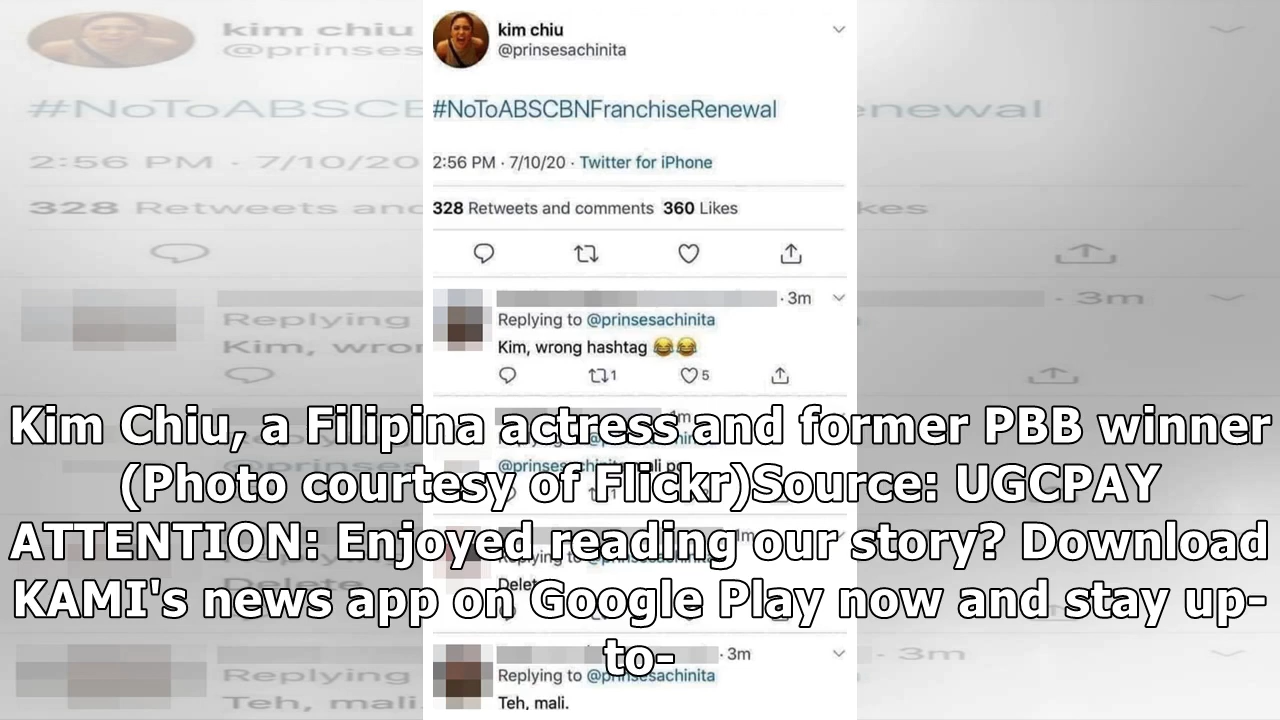 kim chiu
@prinsesachinita
#NoToABSCBNFranchiseRenewal
2:56 PM · 7/10/20 · Twitter for iPhone
328 Retweets and comments 360 Likes
· 3m
Replying to @prinsesachinita
Kim, wrong hashtag 😂😂
1 5
Kim Chiu, a Filipina actress and former PBB winner
(Photo courtesy of Flickr)Source: UGCPAY
ATTENTION: Enjoyed reading our story? Download
KAMI's news app on Google Play now and stay up-
to-
· 3m
Replying to @prinsesachinita
Teh, mali.